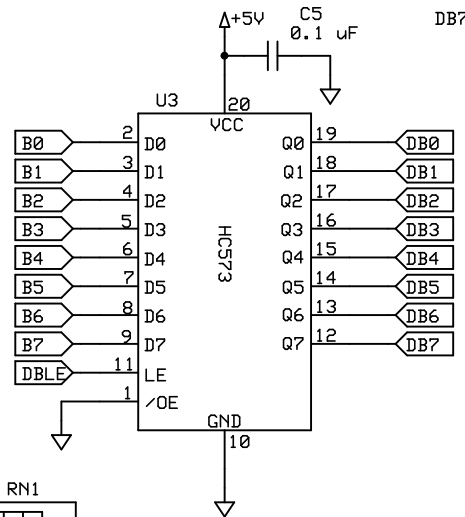 +5V C5 DB7
0.1 uF
U3 20
VCC
B0 2 D0 Q0 19 DB0
B1 3 D1 Q1 18 DB1
B2 4 D2 Q2 17 DB2
B3 5 D3 Q3 16 DB3
B4 6 D4 Q4 15 DB4
B5 7 D5 Q5 14 DB5
B6 8 D6 Q6 13 DB6
B7 9 D7 Q7 12 DB7
HC573
DBLE 11 LE
1 /OE
GND
10
RN1